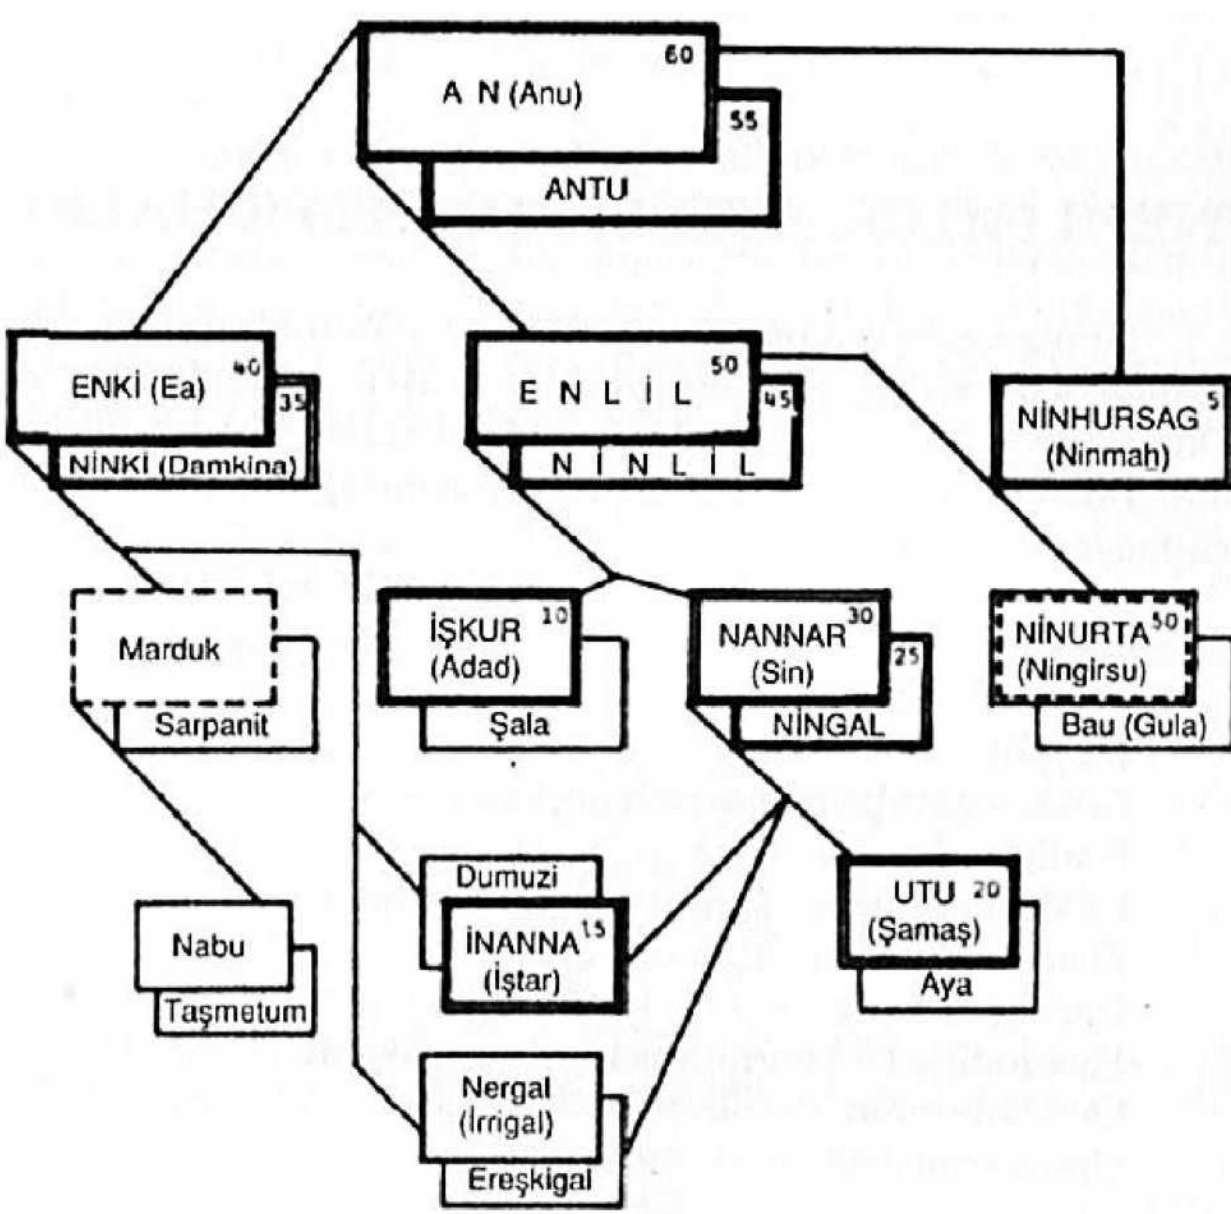 60
A N (Anu)
55
ANTU
40
ENKİ (Ea)
35
NİNKİ (Damkina)
50
E N L İ L
45
N İ N L İ L
5
NİNHURSAG
(Ninmah)
Marduk
Sarpanit
10
İŞKUR
(Adad)
Şala
30
NANNAR
(Sin)
25
NİNGAL
50
NİNURTA
(Ningirsu)
Bau (Gula)
Nabu
Taşmetum
Dumuzi
15
İNANNA
(İştar)
UTU 20
(Şamaş)
Aya
Nergal
(İrrigal)
Ereşkigal